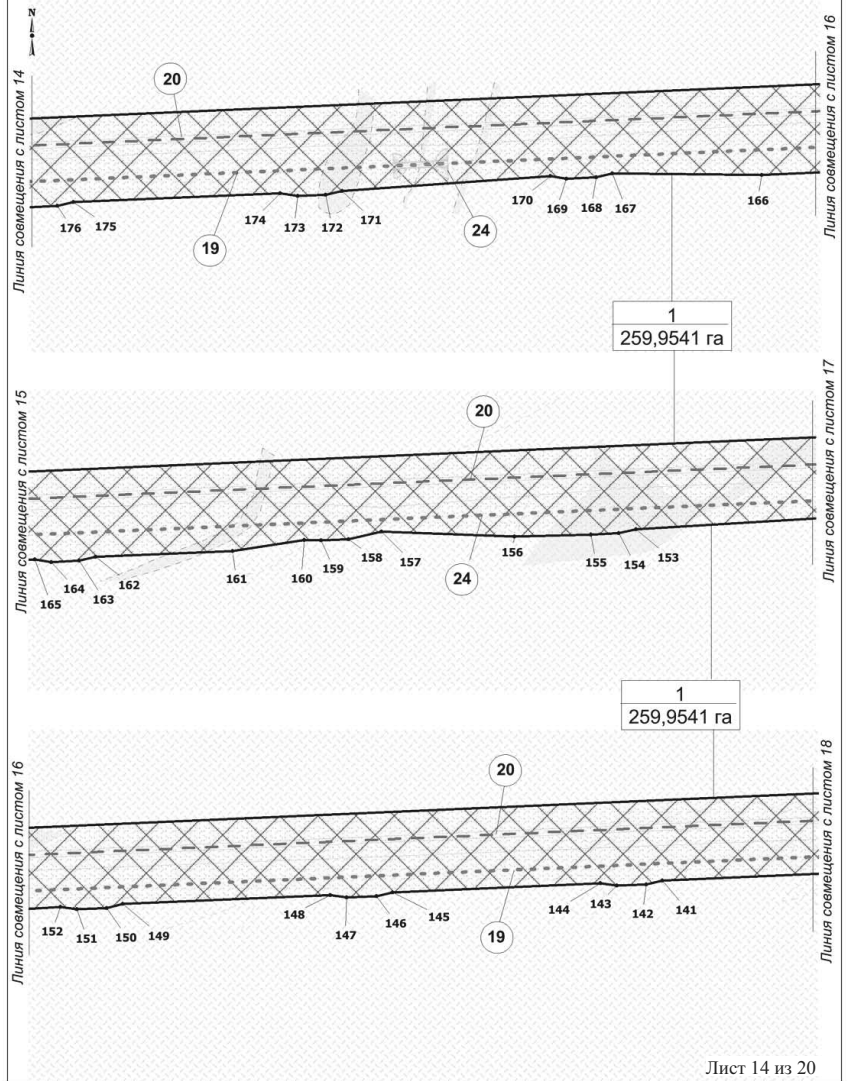 N
Линия совмещения с листом 14
Линия совмещения с листом 16
20
176 175
174 173 172 171
170 169 168 167
166
19
24
1
259,9541 га
Линия совмещения с листом 15
Линия совмещения с листом 17
20
165 164 163 162
161
160 159 158 157
156
155 154 153
24
1
259,9541 га
Линия совмещения с листом 16
Линия совмещения с листом 18
20
152 151 150 149
148 147 146 145
144 143 142 141
19
Лист 14 из 20